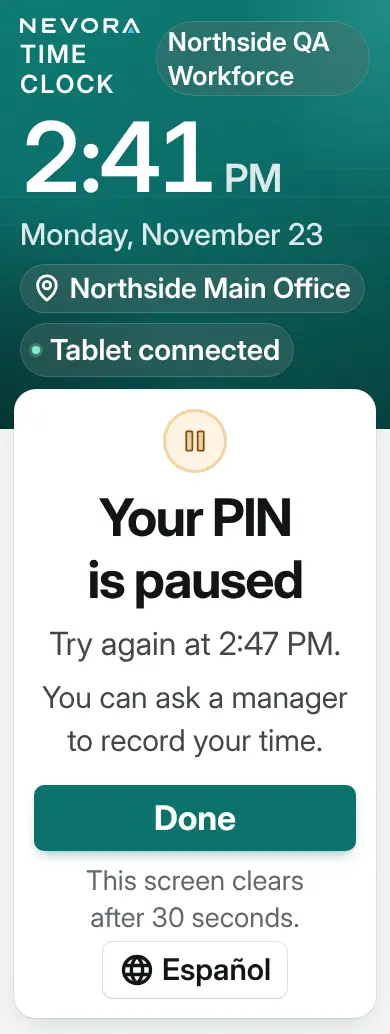 NEVORA
TIME
CLOCK
Northside QA
Workforce
2:41 PM
Monday, November 23
Northside Main Office
Tablet connected
Your PIN
is paused
Try again at 2:47 PM.
You can ask a manager
to record your time.
Done
This screen clears
after 30 seconds.
Español